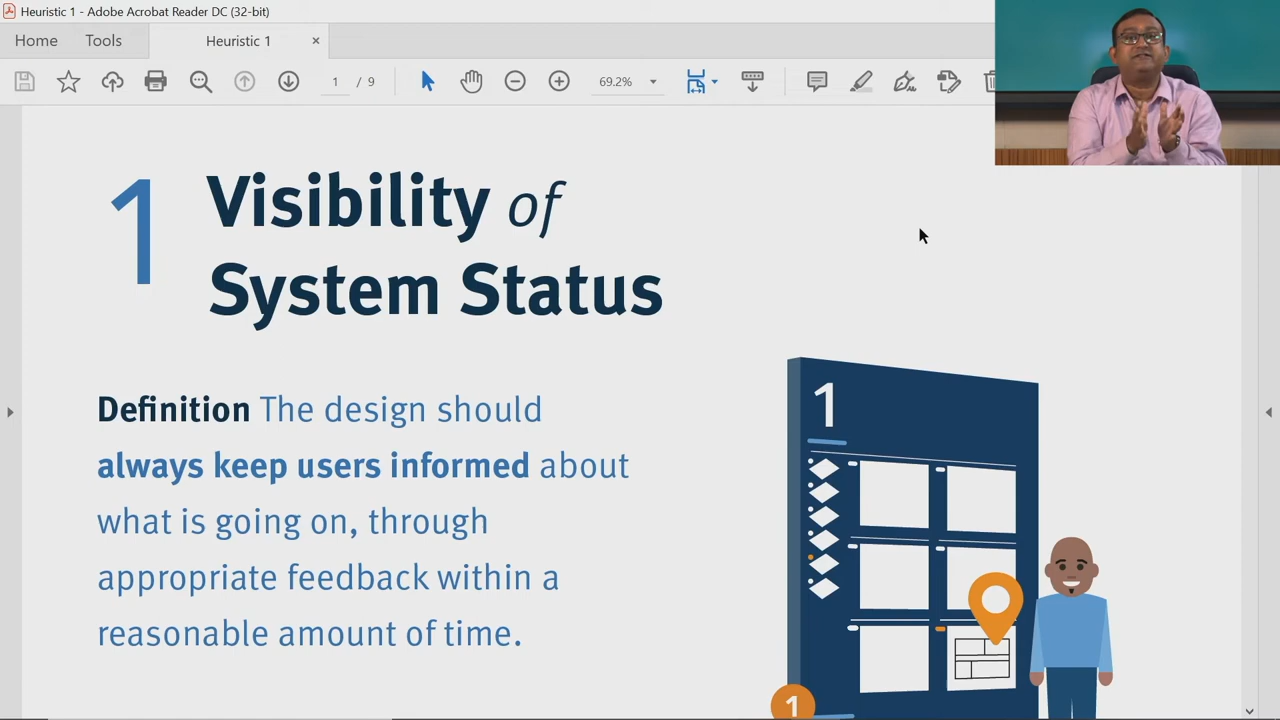 Heuristic 1 - Adobe Acrobat Reader DC (32-bit)
Home Tools Heuristic 1 ×
1 / 9 69.2%
1 Visibility of
System Status
Definition The design should
always keep users informed about
what is going on, through
appropriate feedback within a
reasonable amount of time.
1
1